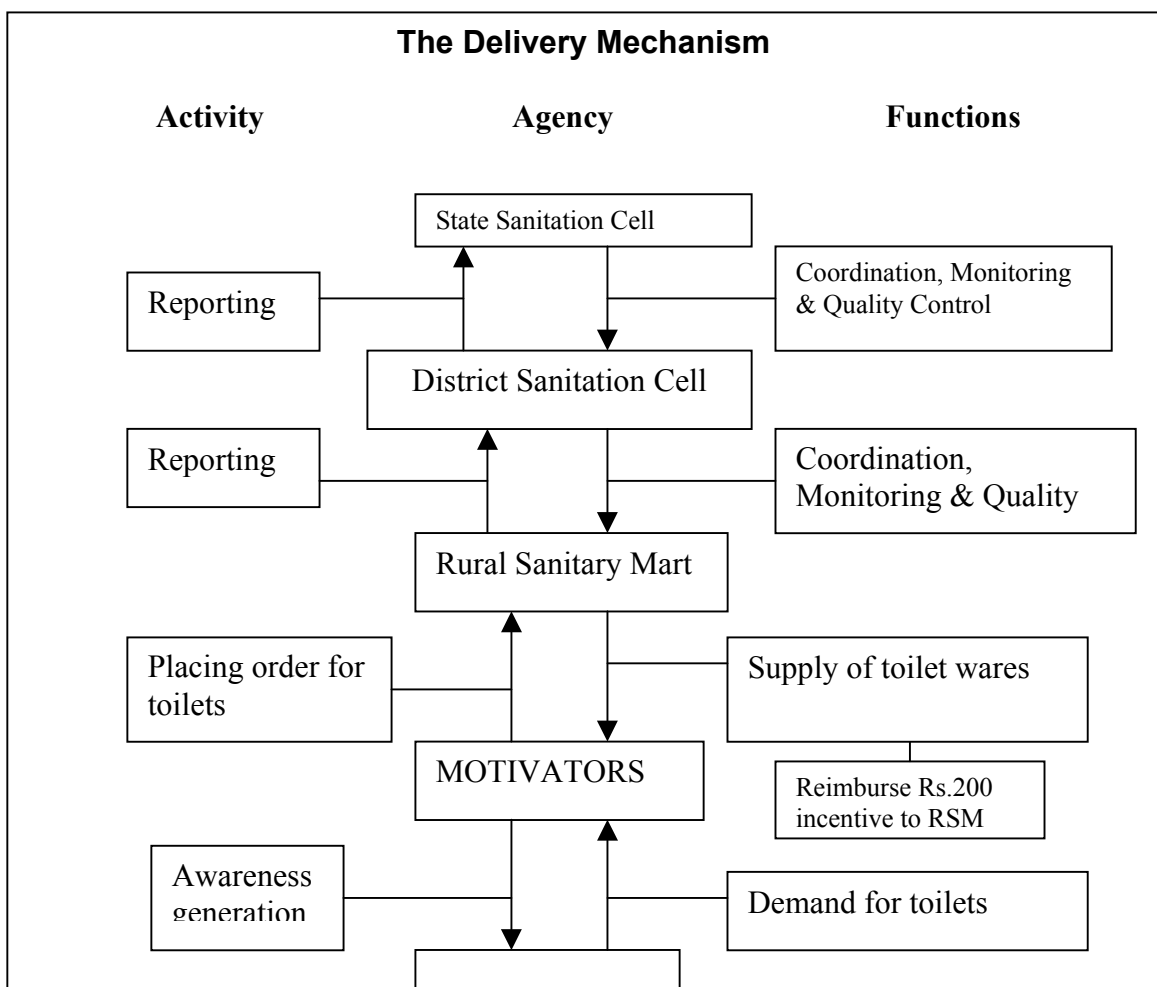 The Delivery Mechanism
Activity Agency Functions
State Sanitation Cell
Reporting
Coordination, Monitoring
& Quality Control
District Sanitation Cell
Reporting
Coordination,
Monitoring & Quality
Rural Sanitary Mart
Placing order for
toilets
Supply of toilet wares
MOTIVATORS
Reimburse Rs.200
incentive to RSM
Awareness
generation
Demand for toilets